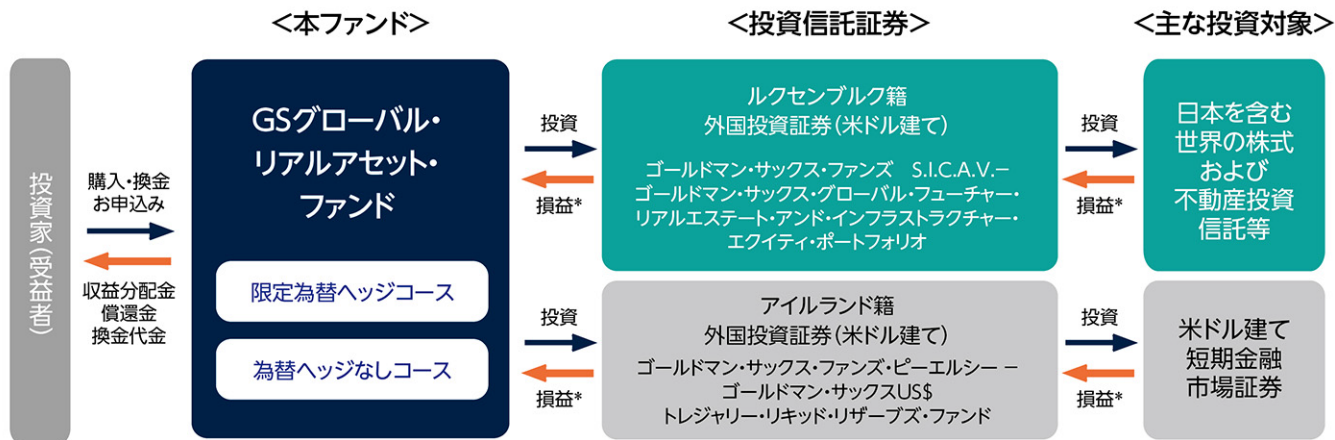 ＜本ファンド＞
＜投資信託証券＞
＜主な投資対象＞
投資家(受益者)
購入・換金
お申込み
収益分配金
償還金
換金代金
GSグローバル・
リアルアセット・
ファンド
限定為替ヘッジコース
為替ヘッジなしコース
投資
損益*
ルクセンブルク籍
外国投資証券(米ドル建て)
ゴールドマン・サックス・ファンズ　S.I.C.A.V.－
ゴールドマン・サックス・グローバル・フューチャー・
リアルエステート・アンド・インフラストラクチャー・
エクイティ・ポートフォリオ
投資
損益*
日本を含む
世界の株式
および
不動産投資
信託等
投資
損益*
アイルランド籍
外国投資証券(米ドル建て)
ゴールドマン・サックス・ファンズ・ピーエルシー －
ゴールドマン・サックスUS$
トレジャリー・リキッド・リザーブズ・ファンド
投資
損益*
米ドル建て
短期金融
市場証券